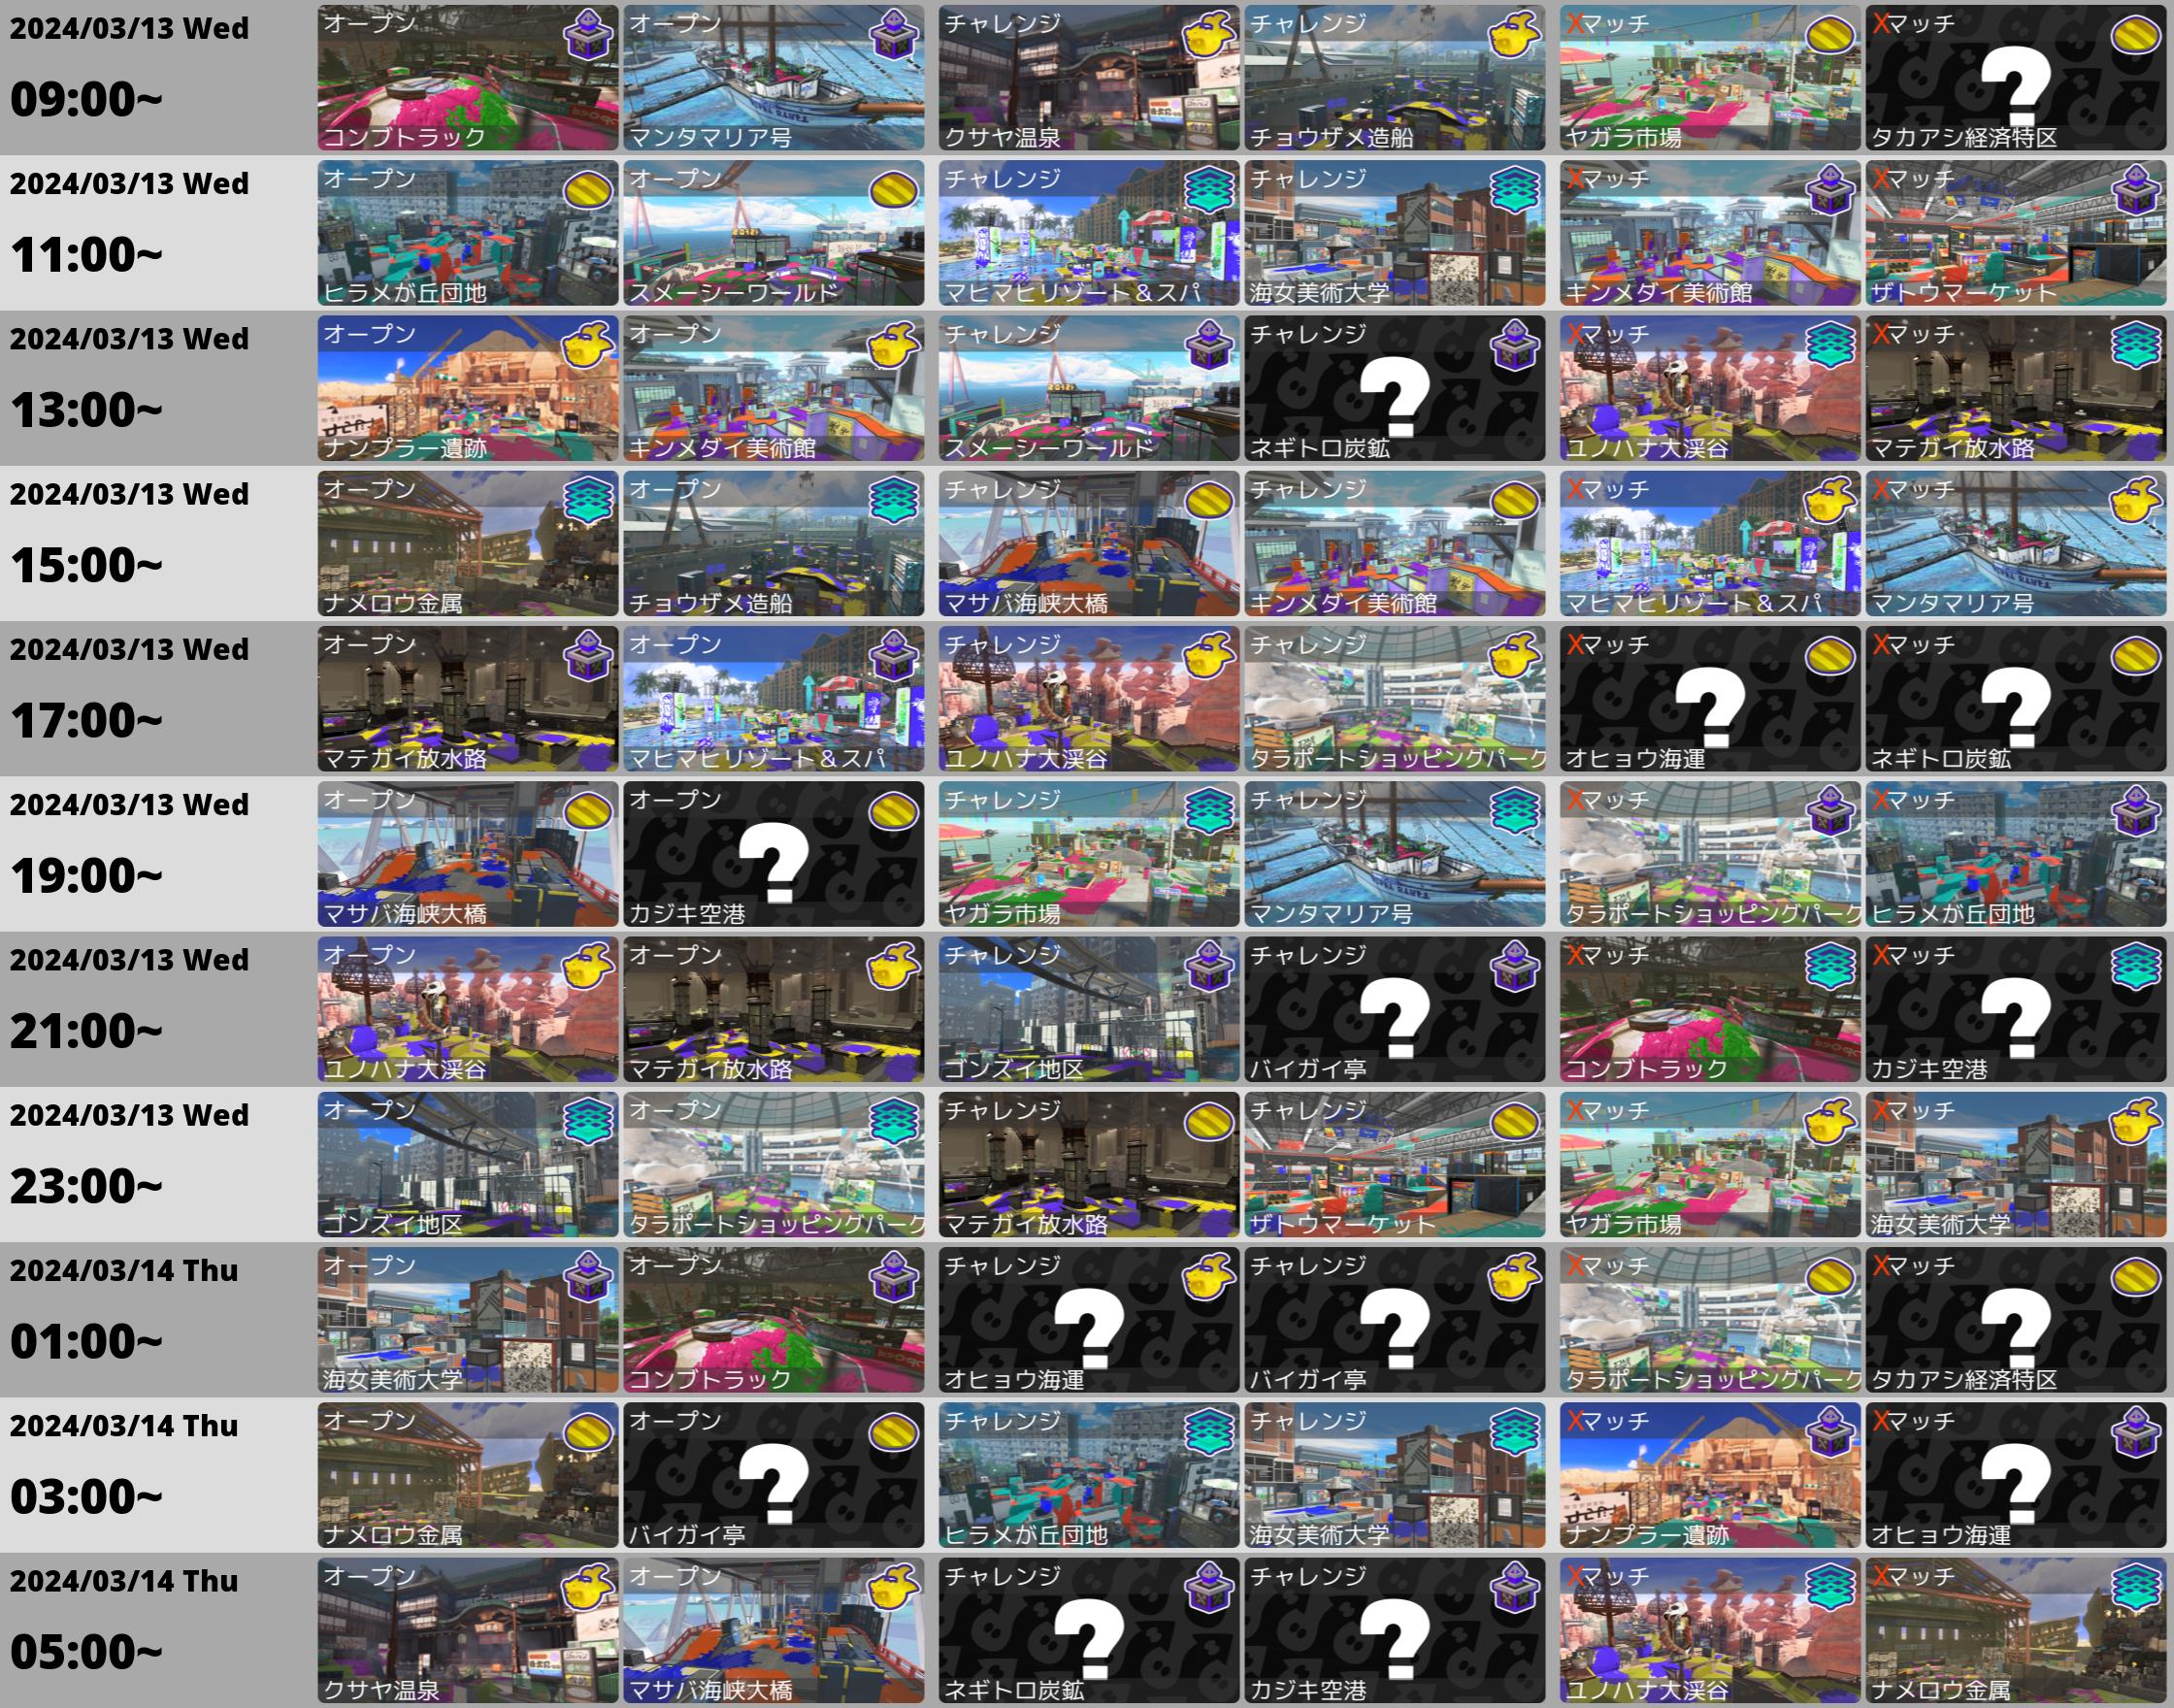 2024/03/13 Wed
09:00~
オープン
コンブトラック
オープン
マンタマリア号
チャレンジ
クサヤ温泉
チャレンジ
チョウザメ造船
Xマッチ
ヤガラ市場
Xマッチ
?
タカアシ経済特区
2024/03/13 Wed
11:00~
オープン
ヒラメが丘団地
オープン
スメーシーワールド
チャレンジ
マヒマヒリゾート＆スパ
チャレンジ
海女美術大学
Xマッチ
キンメダイ美術館
Xマッチ
ザトウマーケット
2024/03/13 Wed
13:00~
オープン
ナンプラー遺跡
オープン
キンメダイ美術館
チャレンジ
スメーシーワールド
チャレンジ
?
ネギトロ炭鉱
Xマッチ
ユノハナ大渓谷
Xマッチ
マテガイ放水路
2024/03/13 Wed
15:00~
オープン
ナメロウ金属
オープン
チョウザメ造船
チャレンジ
マサバ海峡大橋
チャレンジ
キンメダイ美術館
Xマッチ
マヒマヒリゾート＆スパ
Xマッチ
マンタマリア号
2024/03/13 Wed
17:00~
オープン
マテガイ放水路
オープン
マヒマヒリゾート＆スパ
チャレンジ
ユノハナ大渓谷
チャレンジ
タラポートショッピングパーク
Xマッチ
?
オヒョウ海運
Xマッチ
?
ネギトロ炭鉱
2024/03/13 Wed
19:00~
オープン
マサバ海峡大橋
オープン
?
カジキ空港
チャレンジ
ヤガラ市場
チャレンジ
マンタマリア号
Xマッチ
タラポートショッピングパーク
Xマッチ
ヒラメが丘団地
2024/03/13 Wed
21:00~
オープン
ユノハナ大渓谷
オープン
マテガイ放水路
チャレンジ
ゴンズイ地区
チャレンジ
?
バイガイ亭
Xマッチ
コンブトラック
Xマッチ
?
カジキ空港
2024/03/13 Wed
23:00~
オープン
ゴンズイ地区
オープン
タラポートショッピングパーク
チャレンジ
マテガイ放水路
チャレンジ
ザトウマーケット
Xマッチ
ヤガラ市場
Xマッチ
海女美術大学
2024/03/14 Thu
01:00~
オープン
海女美術大学
オープン
コンブトラック
チャレンジ
?
オヒョウ海運
チャレンジ
?
バイガイ亭
Xマッチ
タラポートショッピングパーク
Xマッチ
?
タカアシ経済特区
2024/03/14 Thu
03:00~
オープン
ナメロウ金属
オープン
?
バイガイ亭
チャレンジ
ヒラメが丘団地
チャレンジ
海女美術大学
Xマッチ
ナンプラー遺跡
Xマッチ
?
オヒョウ海運
2024/03/14 Thu
05:00~
オープン
クサヤ温泉
オープン
マサバ海峡大橋
チャレンジ
?
ネギトロ炭鉱
チャレンジ
?
カジキ空港
Xマッチ
ユノハナ大渓谷
Xマッチ
ナメロウ金属